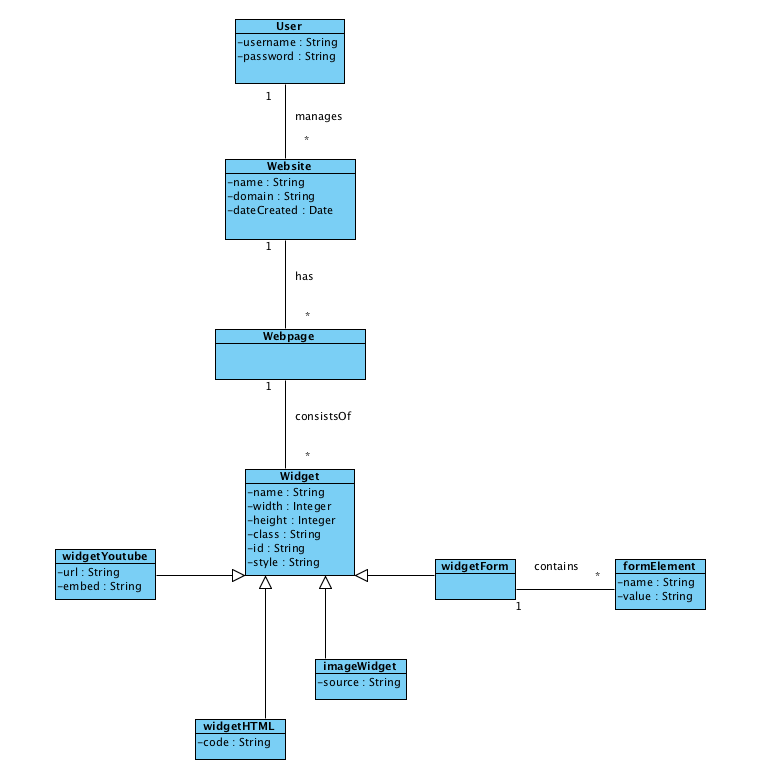 User
-username : String
-password : String
1
manages
*
Website
-name : String
-domain : String
-dateCreated : Date
1
has
*
Webpage
1
consistsOf
*
Widget
-name : String
-width : Integer
-height : Integer
-class : String
-id : String
-style : String
widgetYoutube
-url : String
-embed : String
widgetForm
contains
*
1
formElement
-name : String
-value : String
imageWidget
-source : String
widgetHTML
-code : String